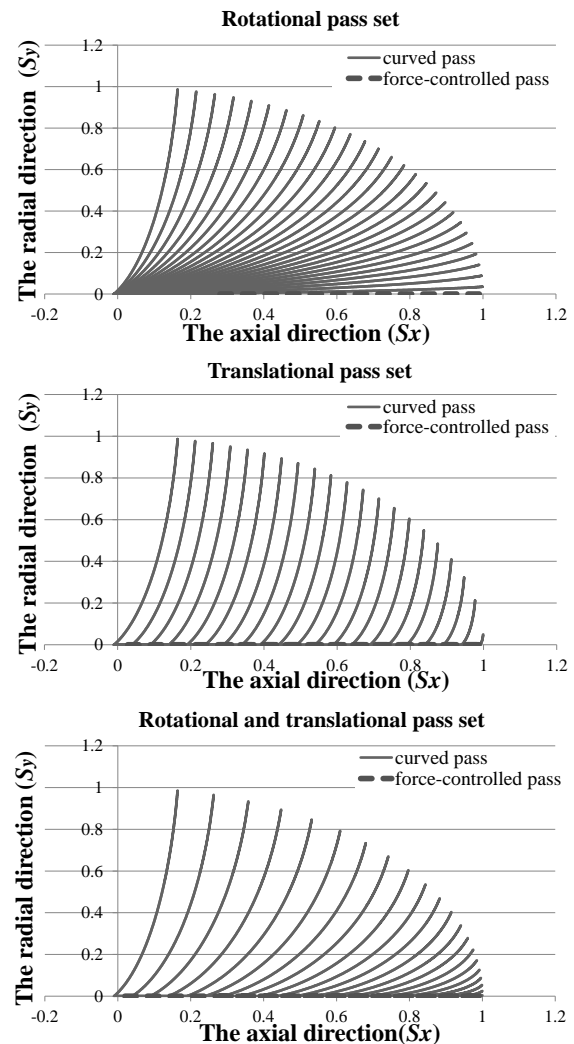 Rotational pass set
1.2
1
0.8
0.6
0.4
0.2
0
-0.2 0 0.2 0.4 0.6 0.8 1 1.2
The radial direction (Sy)
The axial direction (Sx)
curved pass
force-controlled pass
Translational pass set
1.2
1
0.8
0.6
0.4
0.2
0
-0.2 0 0.2 0.4 0.6 0.8 1 1.2
The radial direction (Sy)
The axial direction (Sx)
curved pass
force-controlled pass
Rotational and translational pass set
1.2
1
0.8
0.6
0.4
0.2
0
-0.2 0 0.2 0.4 0.6 0.8 1 1.2
The radial direction (Sy)
The axial direction(Sx)
curved pass
force-controlled pass